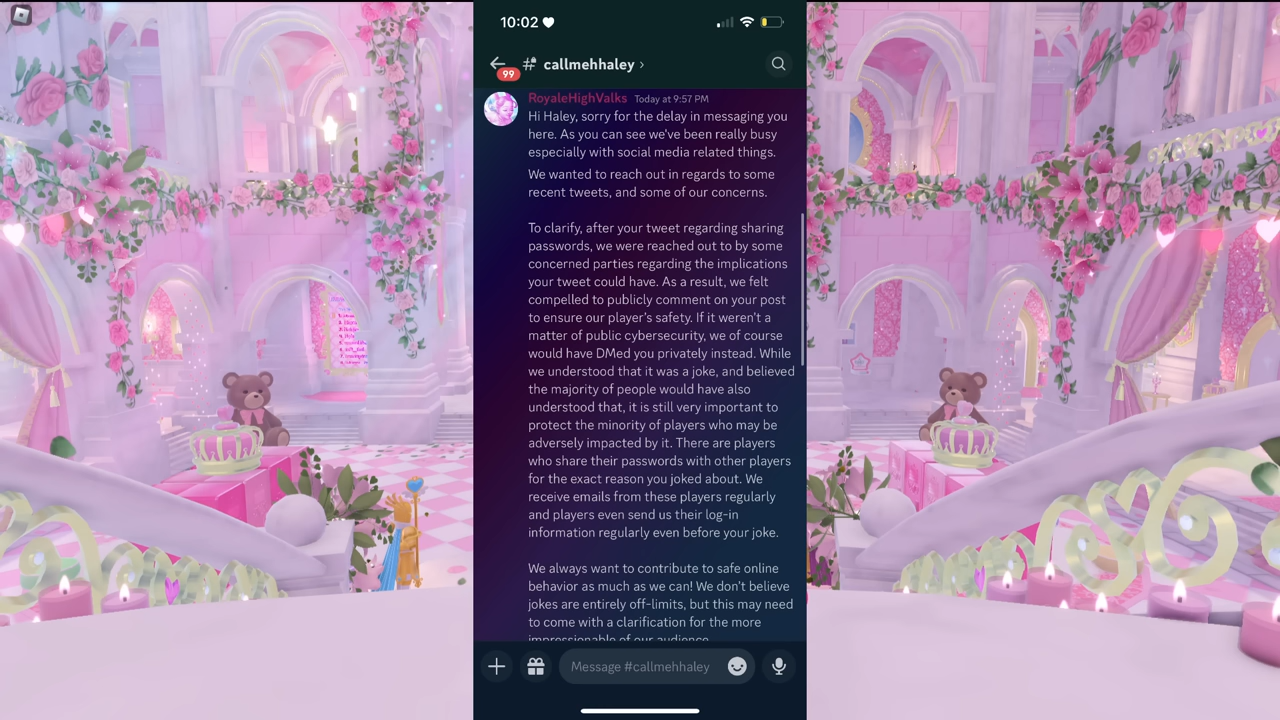 10:02
callmehhaley
99
RoyaleHighValks Today at 9:57 PM
Hi Haley, sorry for the delay in messaging you
here. As you can see we've been really busy
especially with social media related things.
We wanted to reach out in regards to some
recent tweets, and some of our concerns.
To clarify, after your tweet regarding sharing
passwords, we were reached out to by some
concerned parties regarding the implications
your tweet could have. As a result, we felt
compelled to publicly comment on your post
to ensure our player's safety. If it weren't a
matter of public cybersecurity, we of course
would have DMed you privately instead. While
we understood that it was a joke, and believed
the majority of people would have also
understood that, it is still very important to
protect the minority of players who may be
adversely impacted by it. There are players
who share their passwords with other players
for the exact reason you joked about. We
receive emails from these players regularly
and players even send us their log-in
information regularly even before your joke.
We always want to contribute to safe online
behavior as much as we can! We don't believe
jokes are entirely off-limits, but this may need
to come with a clarification for the more
impressionable of our audience
Message #callmehhaley